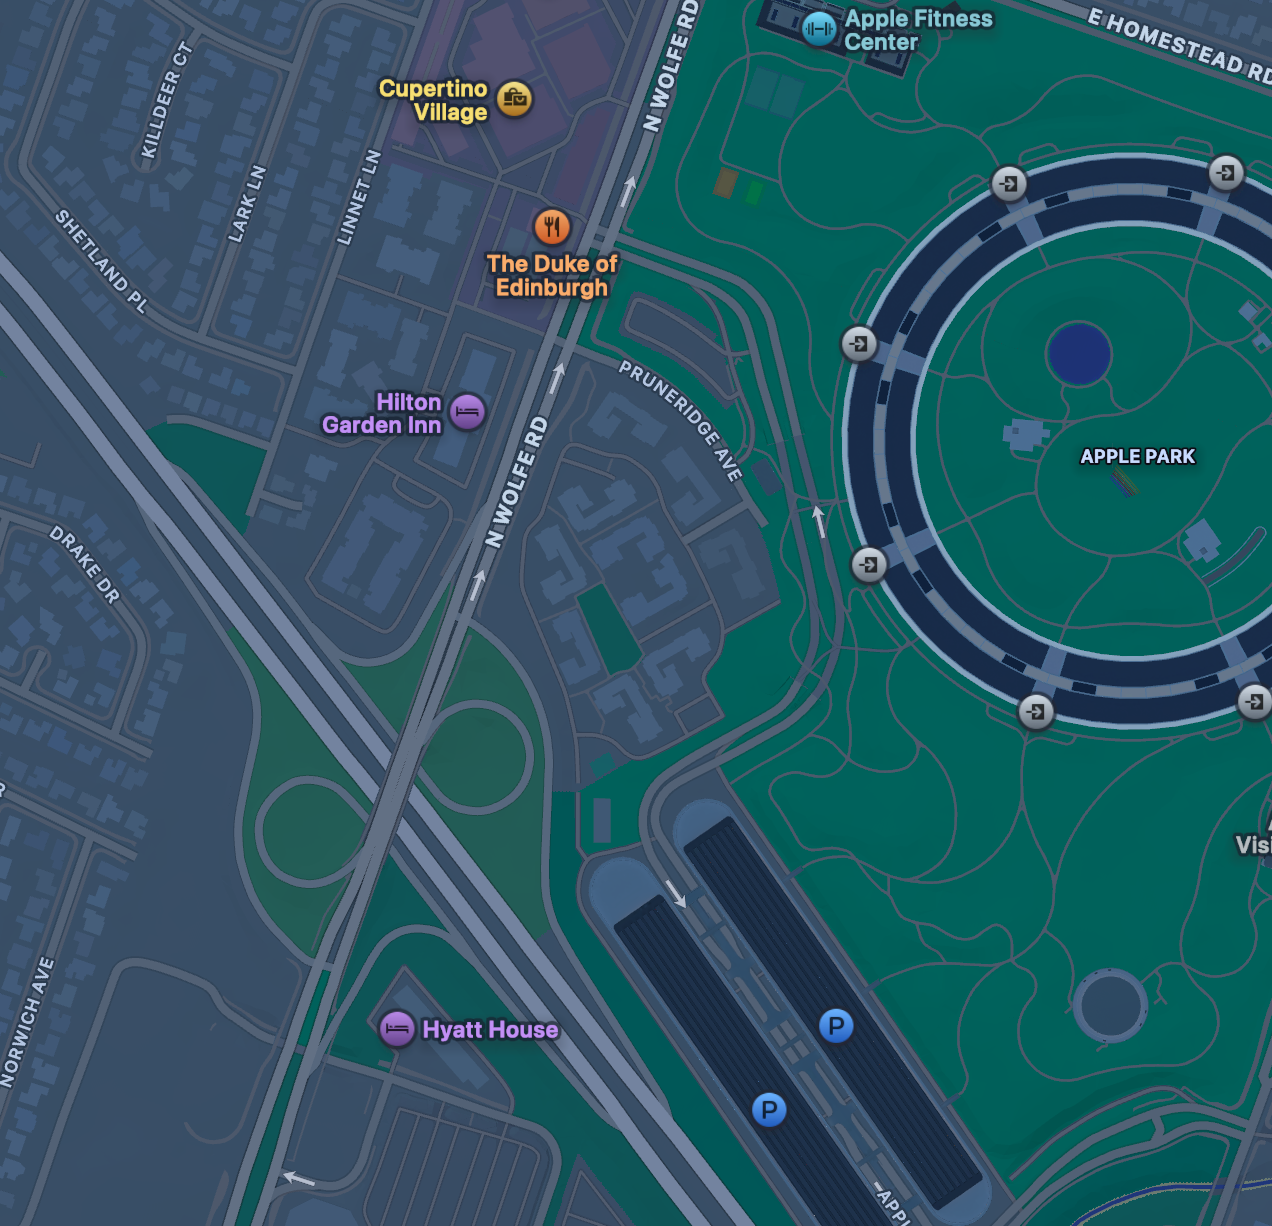 Apple Fitness
Center
E HOMESTEAD RD
N WOLFE RD
KILLDEER CT
Cupertino
Village
LARK LN
LINNET LN
SHETLAND PL
The Duke of
Edinburgh
PRUNERIDGE AVE
Hilton
Garden Inn
APPLE PARK
N WOLFE RD
DRAKE DR
Hyatt House
NORWICH AVE
P
P